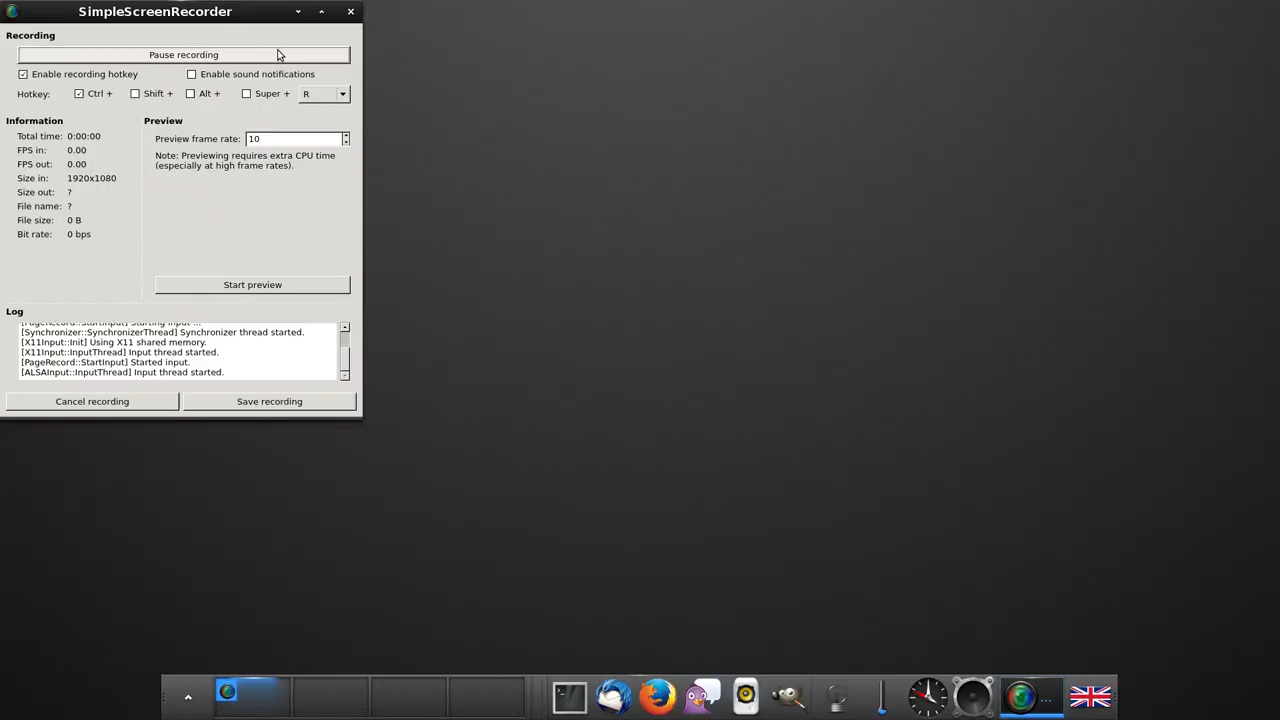 SimpleScreenRecorder
Recording
Pause recording
Enable recording hotkey
Enable sound notifications
Hotkey: Ctrl + Shift + Alt + Super + R
Information
Total time: 0:00:00
FPS in: 0.00
FPS out: 0.00
Size in: 1920x1080
Size out: ?
File name: ?
File size: 0 B
Bit rate: 0 bps
Preview
Preview frame rate: 10
Note: Previewing requires extra CPU time
(especially at high frame rates).
Start preview
Log
[PageRecord::StartInput] Starting input ...
[Synchronizer::SynchronizerThread] Synchronizer thread started.
[X11Input::Init] Using X11 shared memory.
[X11Input::InputThread] Input thread started.
[PageRecord::StartInput] Started input.
[ALSAInput::InputThread] Input thread started.
Cancel recording
Save recording
...